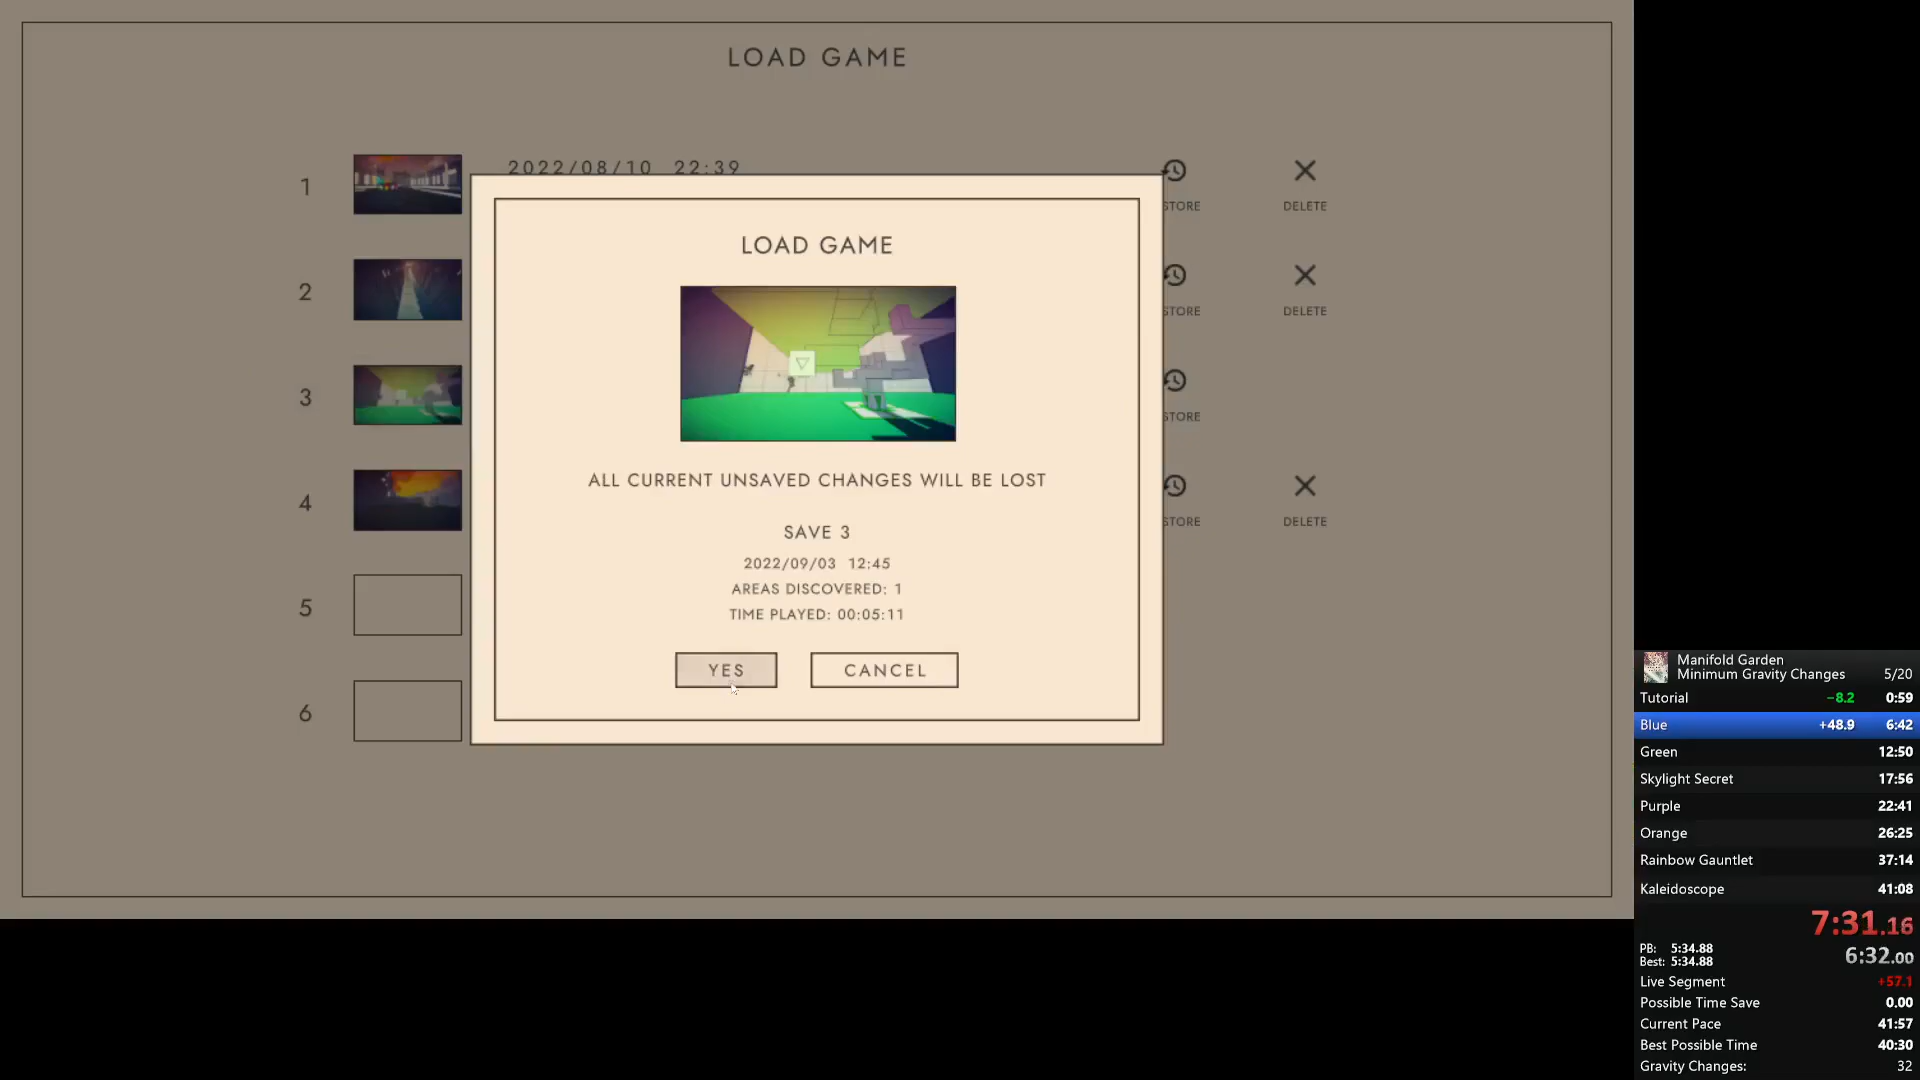 LOAD GAME
1
2022/08/10 22:39
STORE
DELETE
2
STORE
DELETE
3
STORE
4
STORE
DELETE
5
6
LOAD GAME
ALL CURRENT UNSAVED CHANGES WILL BE LOST
SAVE 3
2022/09/03 12:45
AREAS DISCOVERED: 1
TIME PLAYED: 00:05:11
YES
CANCEL
Manifold Garden
Minimum Gravity Changes 5/20
Tutorial −8.2 0:59
Blue +48.9 6:42
Green 12:50
Skylight Secret 17:56
Purple 22:41
Orange 26:25
Rainbow Gauntlet 37:14
Kaleidoscope 41:08
7:31.16
PB: 5:34.88
Best: 5:34.88
6:32.00
Live Segment +57.1
Possible Time Save 0.00
Current Pace 41:57
Best Possible Time 40:30
Gravity Changes: 32